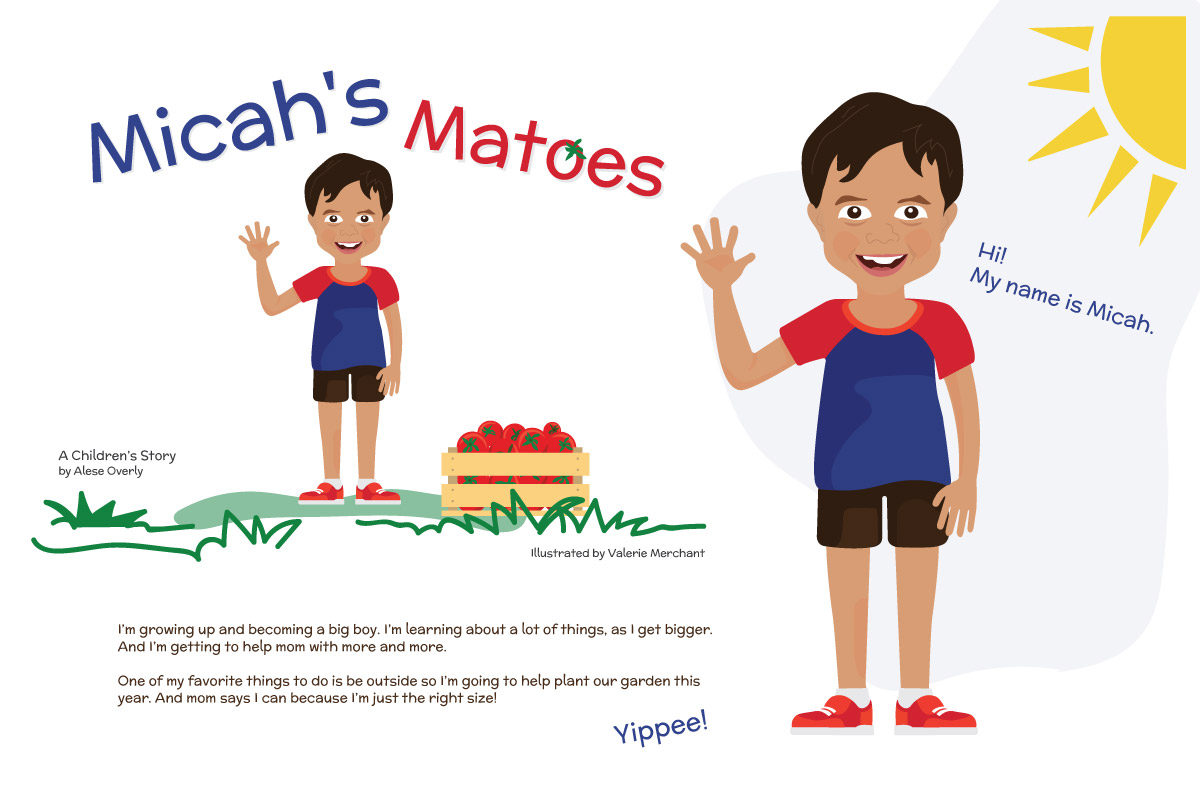 Micah's Matoes
A Children's Story
by Alese Overly
Illustrated by Valerie Merchant
Hi!
My name is Micah.
I'm growing up and becoming a big boy. I'm learning about a lot of things, as I get bigger.
And I'm getting to help mom with more and more.
One of my favorite things to do is be outside so I'm going to help plant our garden this
year. And mom says I can because I'm just the right size!
Yippee!